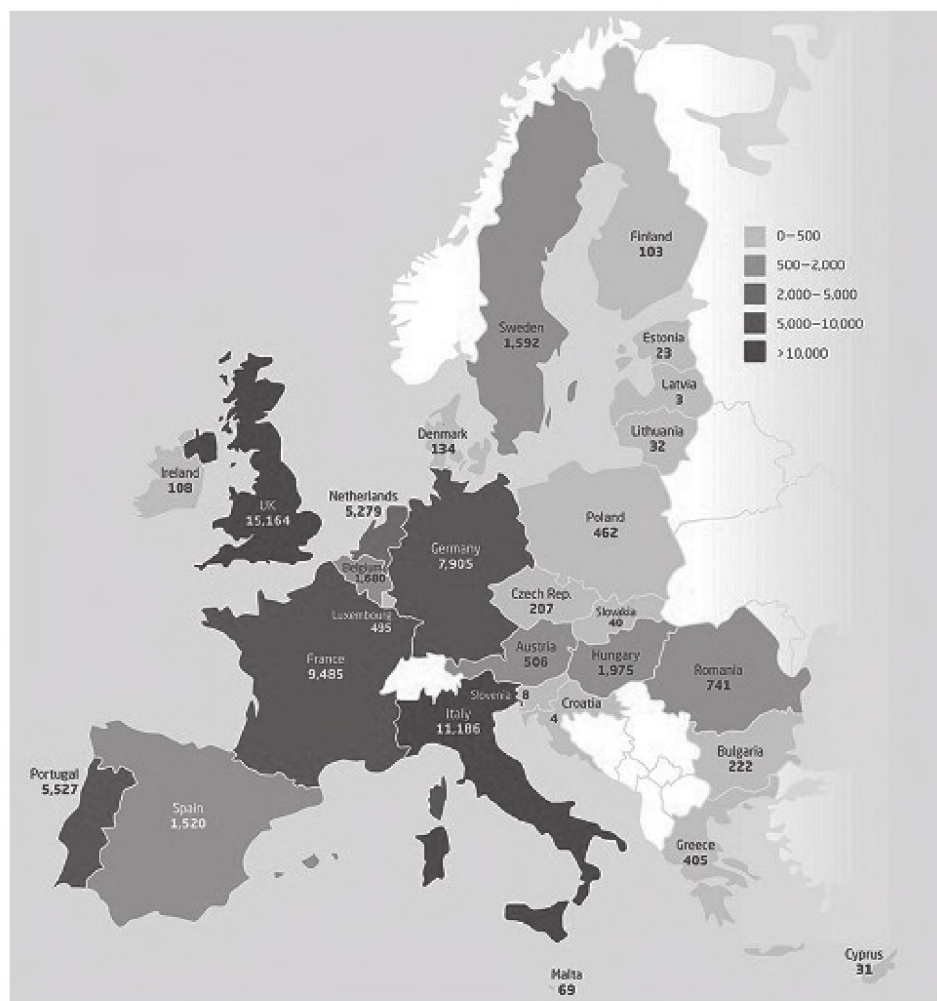 Finland
103
0–500
500–2,000
2,000–5,000
5,000–10,000
>10,000
Sweden
1,592
Estonia
23
Latvia
3
Lithuania
32
Denmark
134
Ireland
108
UK
15,164
Netherlands
5,279
Poland
462
Germany
7,905
Belgium
1,680
Czech Rep.
207
Slovakia
40
Luxembourg
495
Austria
506
Hungary
1,975
France
9,485
Romania
741
Slovenia 8
Croatia
4
Italy
11,186
Bulgaria
222
Portugal
5,527
Spain
1,520
Greece
405
Cyprus
31
Malta
69